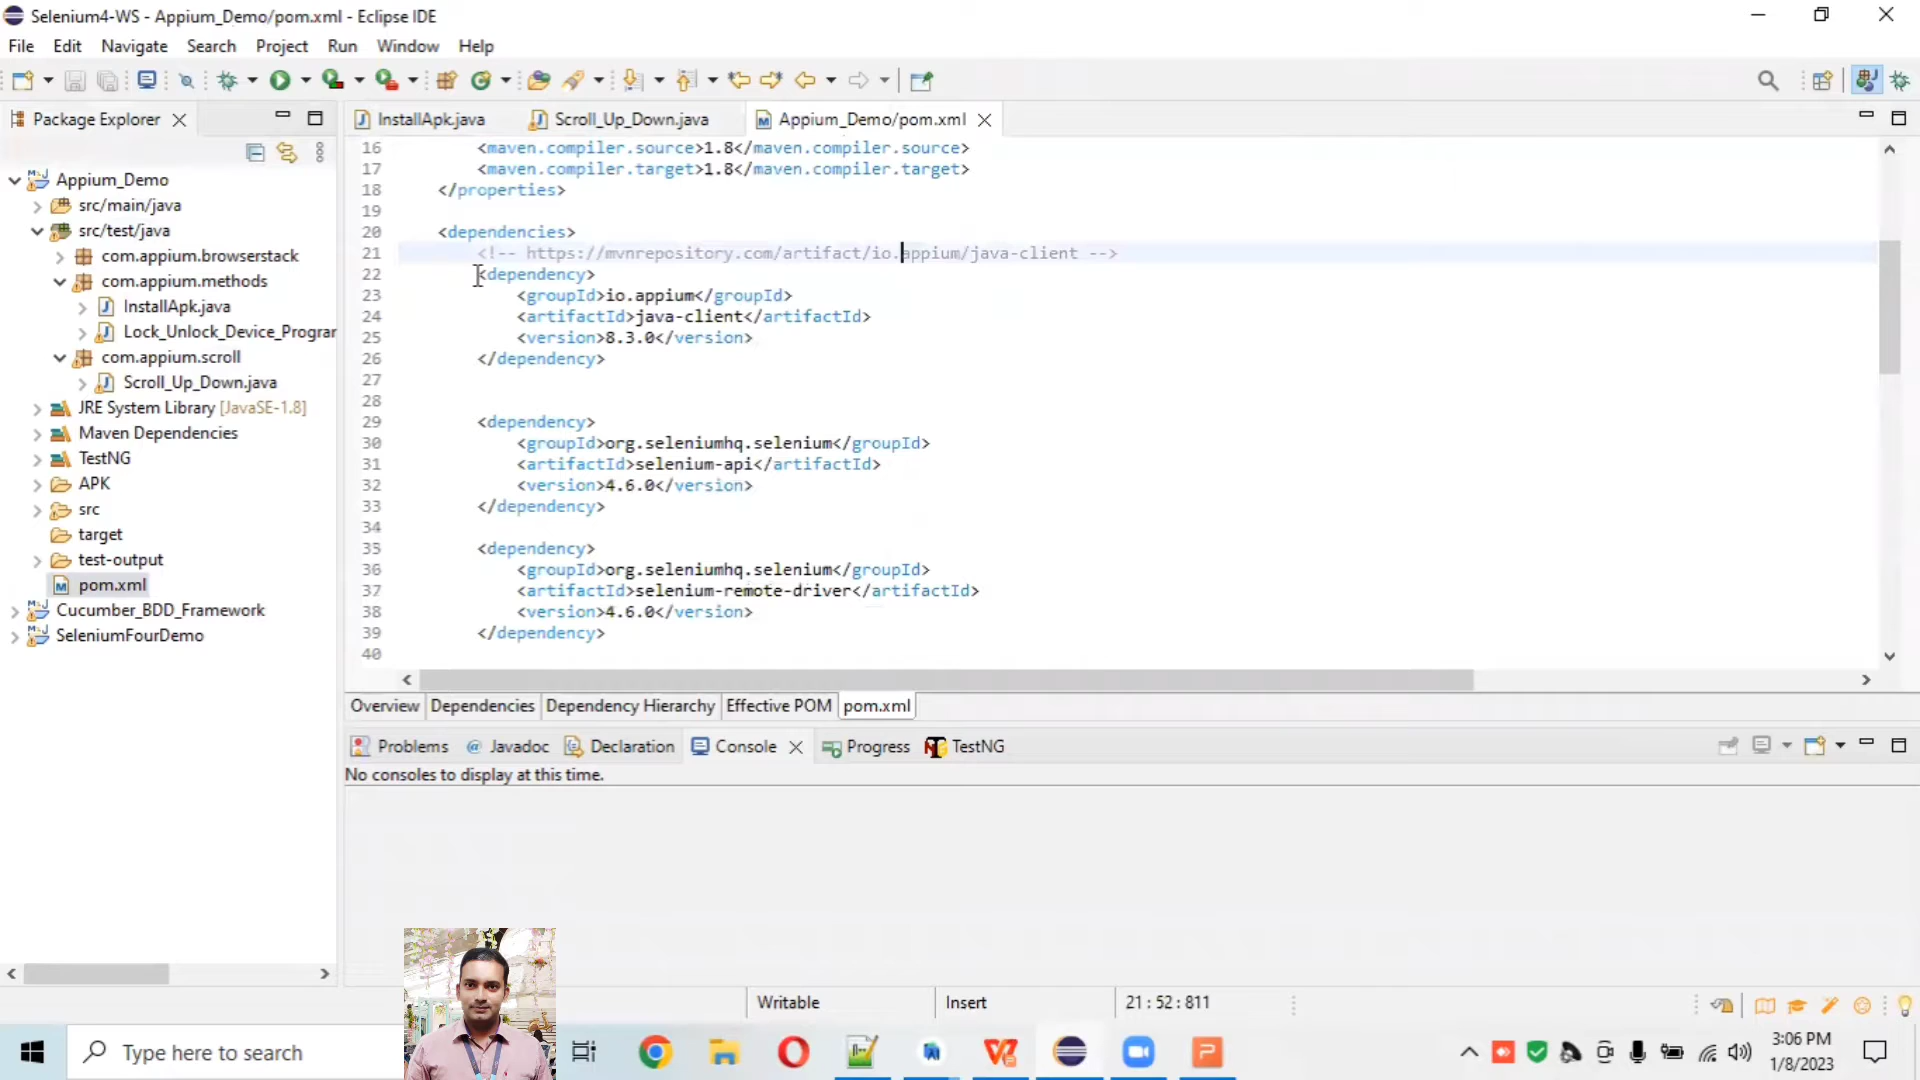 Selenium4-WS - Appium_Demo/pom.xml - Eclipse IDE
File Edit Navigate Search Project Run Window Help
Package Explorer
InstallApk.java Scroll_Up_Down.java Appium_Demo/pom.xml
Appium_Demo
src/main/java
src/test/java
com.appium.browserstack
com.appium.methods
InstallApk.java
Lock_Unlock_Device_Progra
com.appium.scroll
Scroll_Up_Down.java
JRE System Library [JavaSE-1.8]
Maven Dependencies
TestNG
APK
src
target
test-output
pom.xml
Cucumber_BDD_Framework
SeleniumFourDemo
16 <maven.compiler.source>1.8</maven.compiler.source>
17 <maven.compiler.target>1.8</maven.compiler.target>
18 </properties>
19
20 <dependencies>
21 <!-- https://mvnrepository.com/artifact/io.appium/java-client -->
22 <dependency>
23 <groupId>io.appium</groupId>
24 <artifactId>java-client</artifactId>
25 <version>8.3.0</version>
26 </dependency>
27
28
29 <dependency>
30 <groupId>org.seleniumhq.selenium</groupId>
31 <artifactId>selenium-api</artifactId>
32 <version>4.6.0</version>
33 </dependency>
34
35 <dependency>
36 <groupId>org.seleniumhq.selenium</groupId>
37 <artifactId>selenium-remote-driver</artifactId>
38 <version>4.6.0</version>
39 </dependency>
40
Overview Dependencies Dependency Hierarchy Effective POM pom.xml
Problems @ Javadoc Declaration Console Progress TestNG
No consoles to display at this time.
Writable Insert 21 : 52 : 811
Type here to search
3:06 PM
1/8/2023